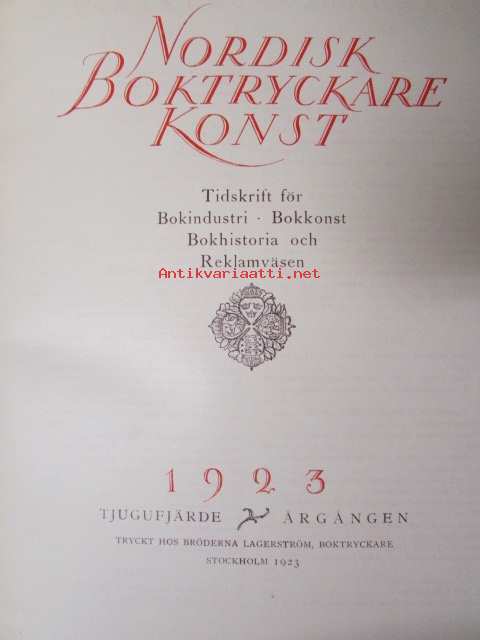 NORDISK
BOKTRYCKARE
KONST
Tidskrift för
Bokindustri · Bokkonst
Bokhistoria och
Reklamväsen
Antikvariaatti.net
1923
TJUGUFJÄRDE ÅRGÅNGEN
TRYCKT HOS BRÖDERNA LAGERSTRÖM, BOKTRYCKARE
STOCKHOLM 1923